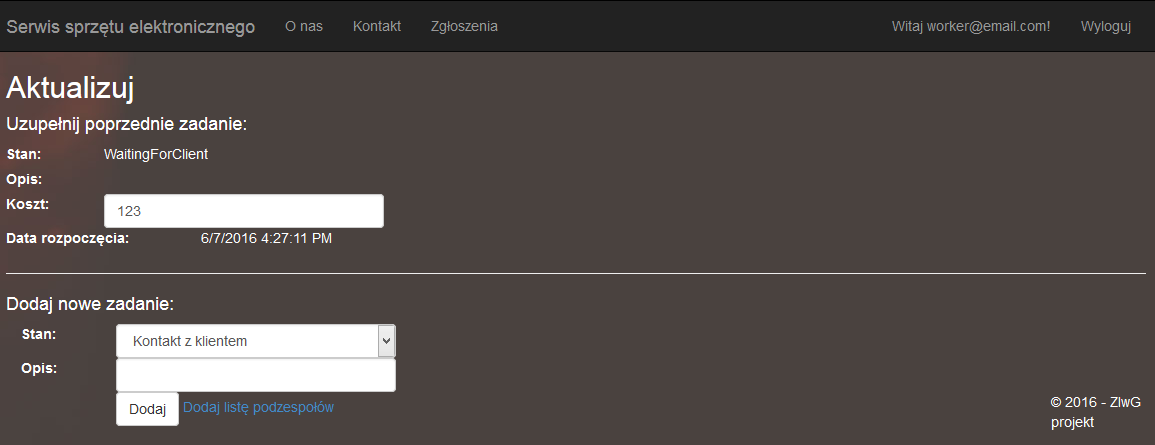 Serwis sprzętu elektronicznego O nas Kontakt Zgłoszenia Witaj worker@email.com! Wyloguj
Aktualizuj
Uzupełnij poprzednie zadanie:
Stan: WaitingForClient
Opis:
Koszt: 123
Data rozpoczęcia: 6/7/2016 4:27:11 PM
Dodaj nowe zadanie:
Stan: Kontakt z klientem
Opis:
Dodaj Dodaj listę podzespołów
© 2016 - ZlwG
projekt